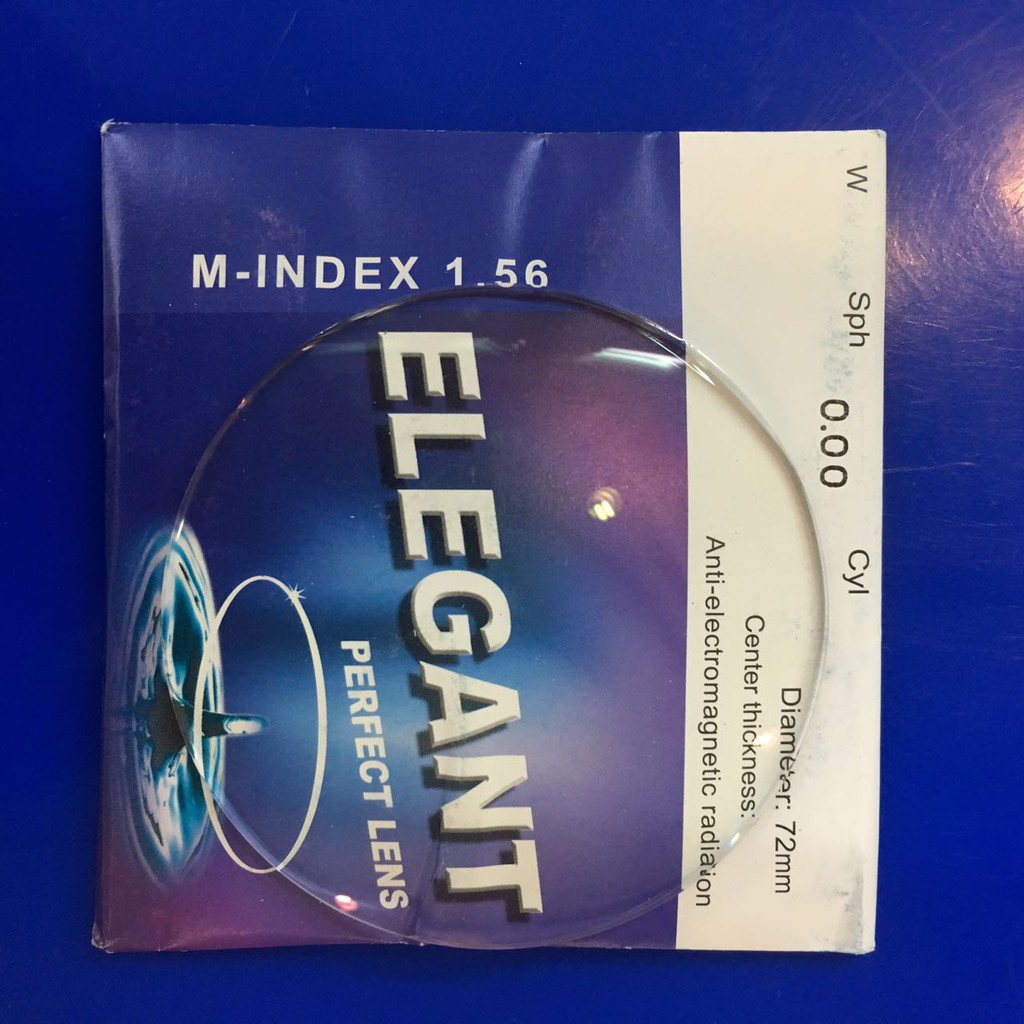 M-INDEX 1.56
ELEGANT
PERFECT LENS
W Sph 0.00 Cyl
Diameter: 72mm
Center thickness:
Anti-electromagnetic radiation